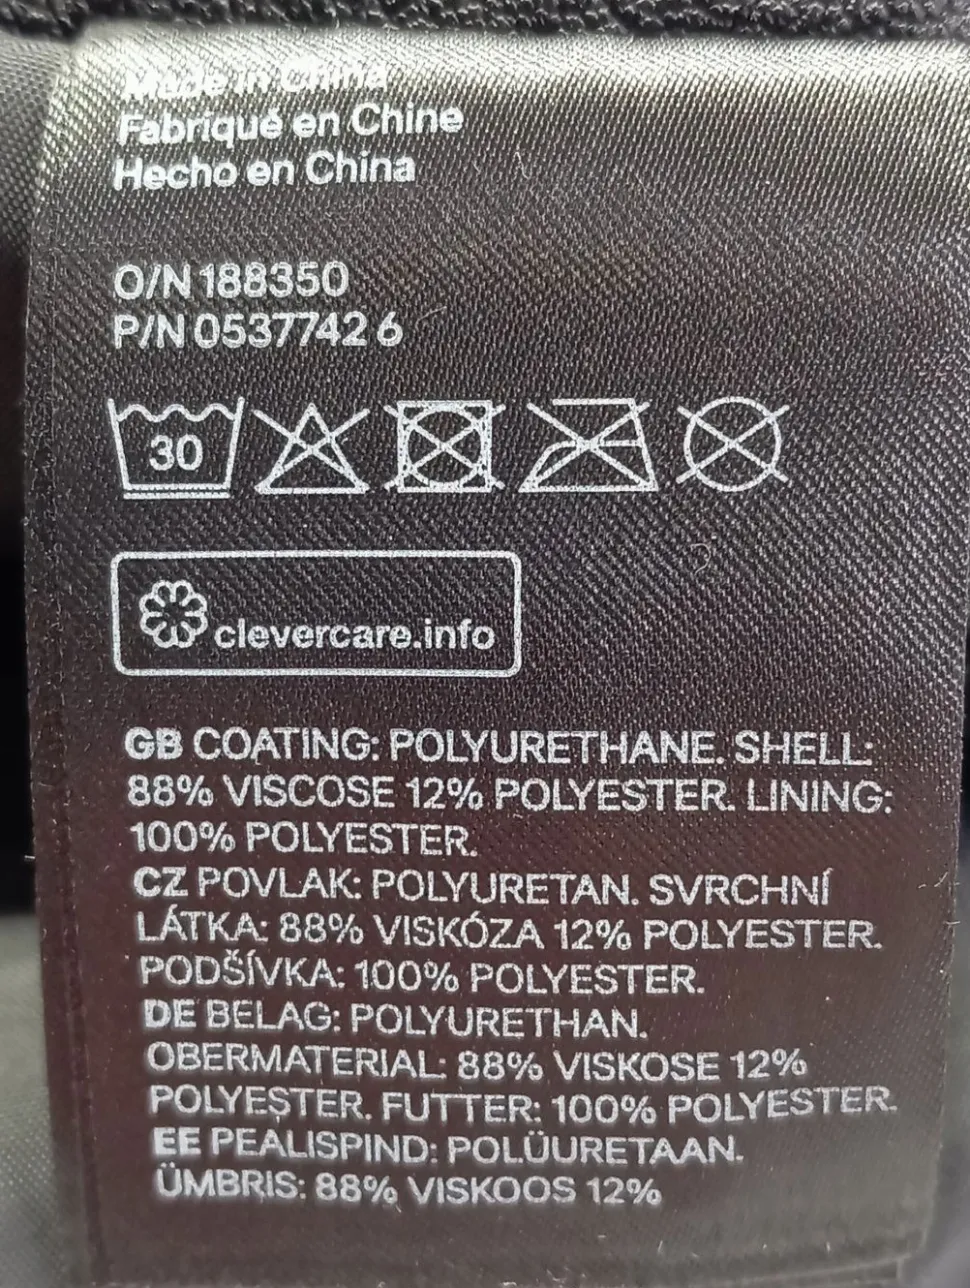 Made in China
Fabriqué en Chine
Hecho en China
O/N 188350
P/N 0537742 6
30
clevercare.info
GB COATING: POLYURETHANE. SHELL:
88% VISCOSE 12% POLYESTER. LINING:
100% POLYESTER.
CZ POVLAK: POLYURETAN. SVRCHNÍ
LÁTKA: 88% VISKÓZA 12% POLYESTER.
PODŠÍVKA: 100% POLYESTER.
DE BELAG: POLYURETHAN.
OBERMATERIAL: 88% VISKOSE 12%
POLYESTER. FUTTER: 100% POLYESTER.
EE PEALISPIND: POLÜURETAAN.
ÜMBRIS: 88% VISKOOS 12%